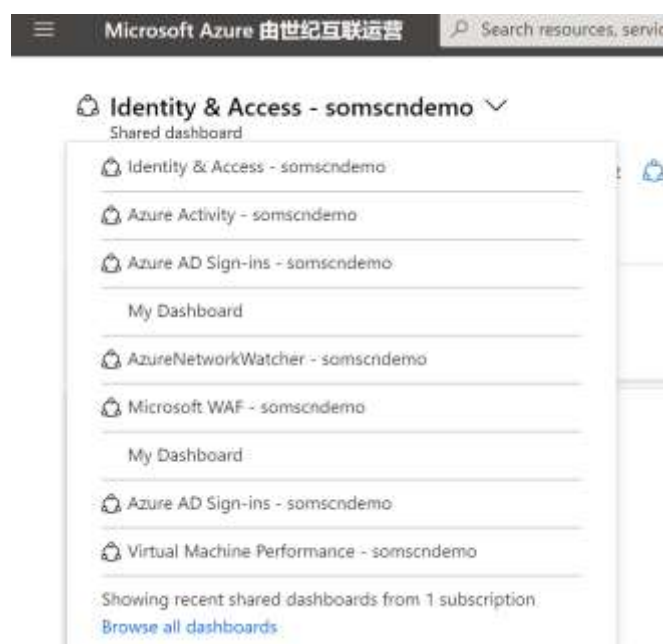 Microsoft Azure 由世纪互联运营
Search resources, servic
Identity & Access - somscndemo
Shared dashboard
Identity & Access - somscndemo
Azure Activity - somscndemo
Azure AD Sign-ins - somscndemo
My Dashboard
AzureNetworkWatcher - somscndemo
Microsoft WAF - somscndemo
My Dashboard
Azure AD Sign-ins - somscndemo
Virtual Machine Performance - somscndemo
Showing recent shared dashboards from 1 subscription
Browse all dashboards